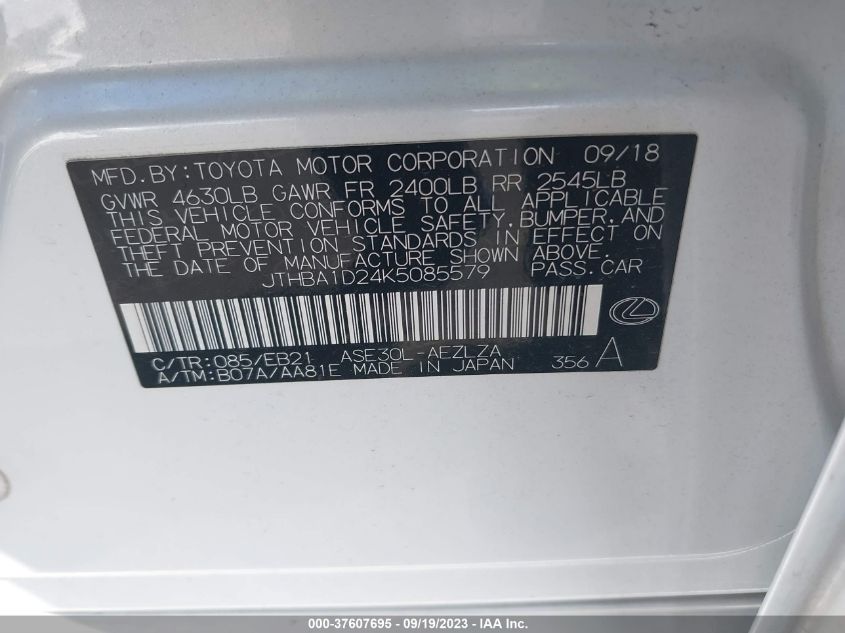 MFD.BY:TOYOTA MOTOR CORPORATION 09/18
GVWR 4630LB GAWR FR 2400LB RR 2545LB
THIS VEHICLE CONFORMS TO ALL APPLICABLE
FEDERAL MOTOR VEHICLE SAFETY,BUMPER,AND
THEFT PREVENTION STANDARDS IN EFFECT ON
THE DATE OF MANUFACTURE SHOWN ABOVE.
JTHBA1D24K5085579 PASS.CAR
C/TR:085/EB21 ASE30L-AEZLZA
A/TM:B07A/AA81E MADE IN JAPAN 356 A
000-37607695 - 09/19/2023 - IAA Inc.